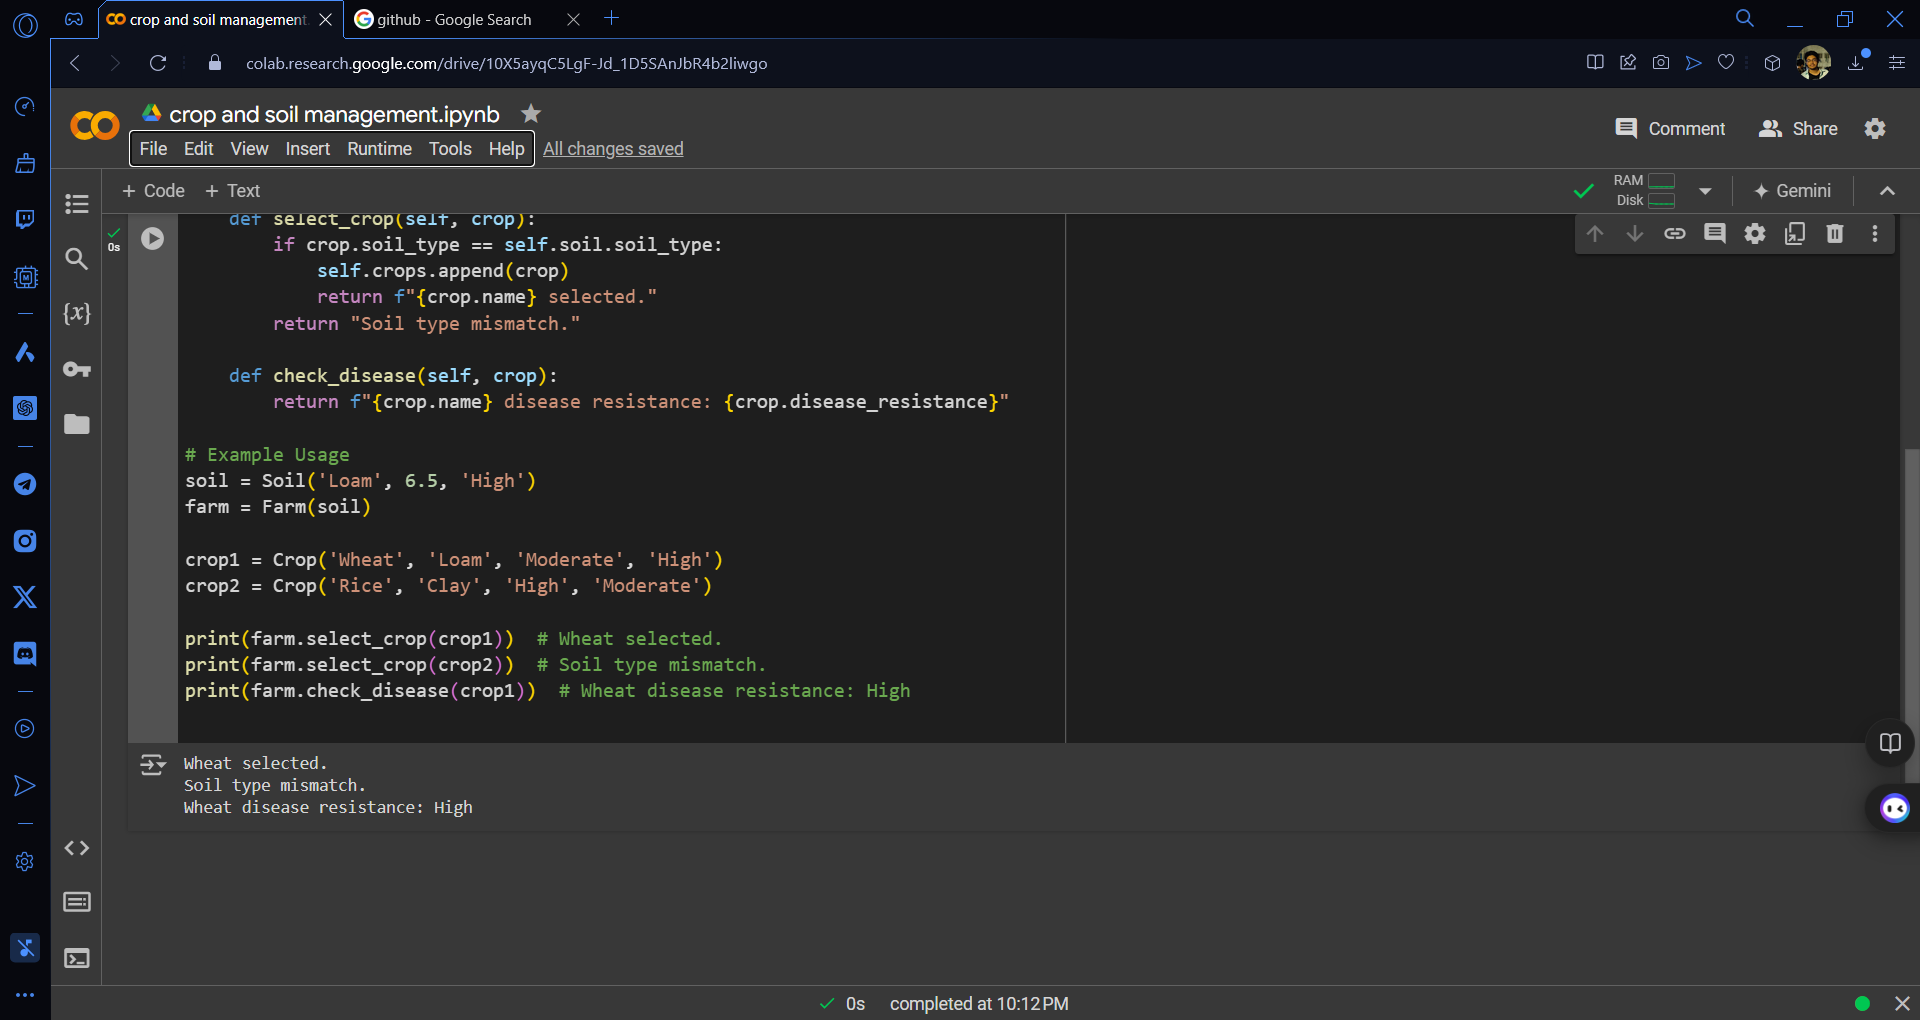 crop and soil management.
github - Google Search
colab.research.google.com/drive/10X5ayqC5LgF-Jd_1D5SAnJbR4b2liwgo
crop and soil management.ipynb
Comment
Share
File Edit View Insert Runtime Tools Help All changes saved
+ Code + Text
RAM
Disk
Gemini
0s
def select_crop(self, crop):
if crop.soil_type == self.soil.soil_type:
self.crops.append(crop)
return f"{crop.name} selected."
return "Soil type mismatch."
def check_disease(self, crop):
return f"{crop.name} disease resistance: {crop.disease_resistance}"
# Example Usage
soil = Soil('Loam', 6.5, 'High')
farm = Farm(soil)
crop1 = Crop('Wheat', 'Loam', 'Moderate', 'High')
crop2 = Crop('Rice', 'Clay', 'High', 'Moderate')
print(farm.select_crop(crop1))  # Wheat selected.
print(farm.select_crop(crop2))  # Soil type mismatch.
print(farm.check_disease(crop1))  # Wheat disease resistance: High
Wheat selected.
Soil type mismatch.
Wheat disease resistance: High
0s completed at 10:12 PM